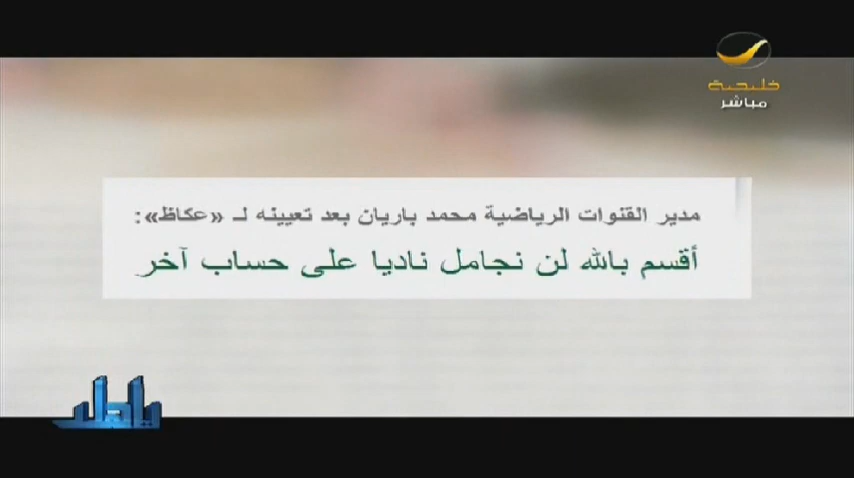 خليجية
مباشر
مدير القنوات الرياضية محمد باريان بعد تعيينه لـ «عكاظ»:
أقسم بالله لن نجامل ناديا على حساب آخر
ياهلا